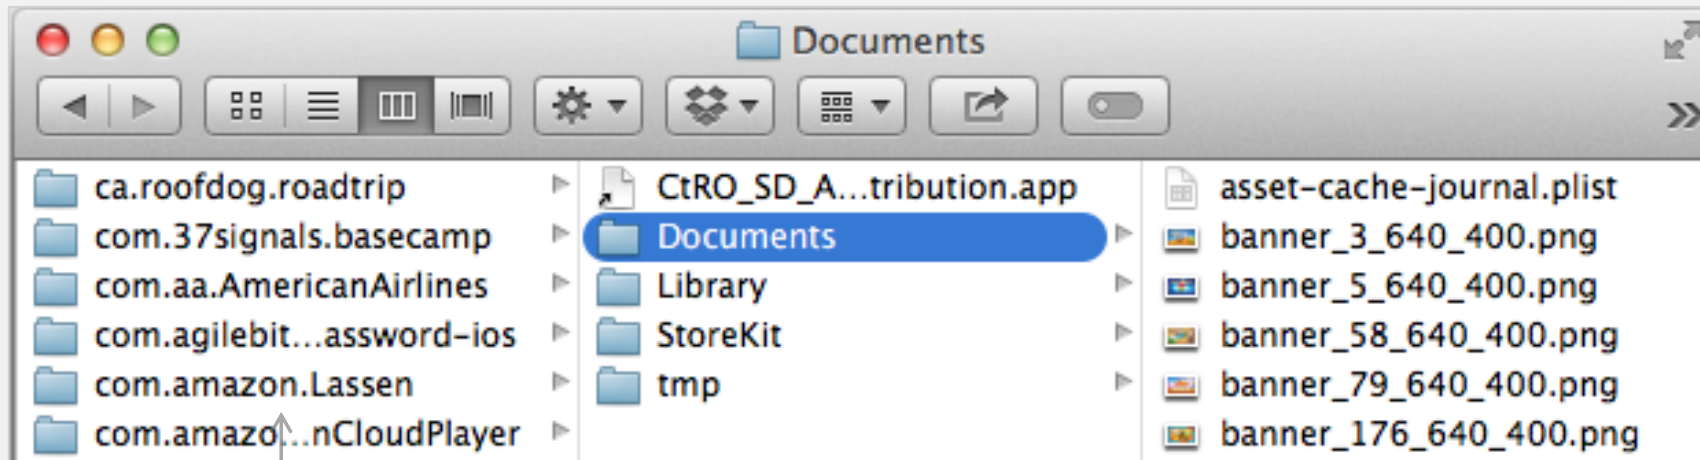 Documents
ca.roofdog.roadtrip
com.37signals.basecamp
com.aa.AmericanAirlines
com.agilebit...assword-ios
com.amazon.Lassen
com.amazo...nCloudPlayer
CtRO_SD_A...tribution.app
Documents
Library
StoreKit
tmp
asset-cache-journal.plist
banner_3_640_400.png
banner_5_640_400.png
banner_58_640_400.png
banner_79_640_400.png
banner_176_640_400.png